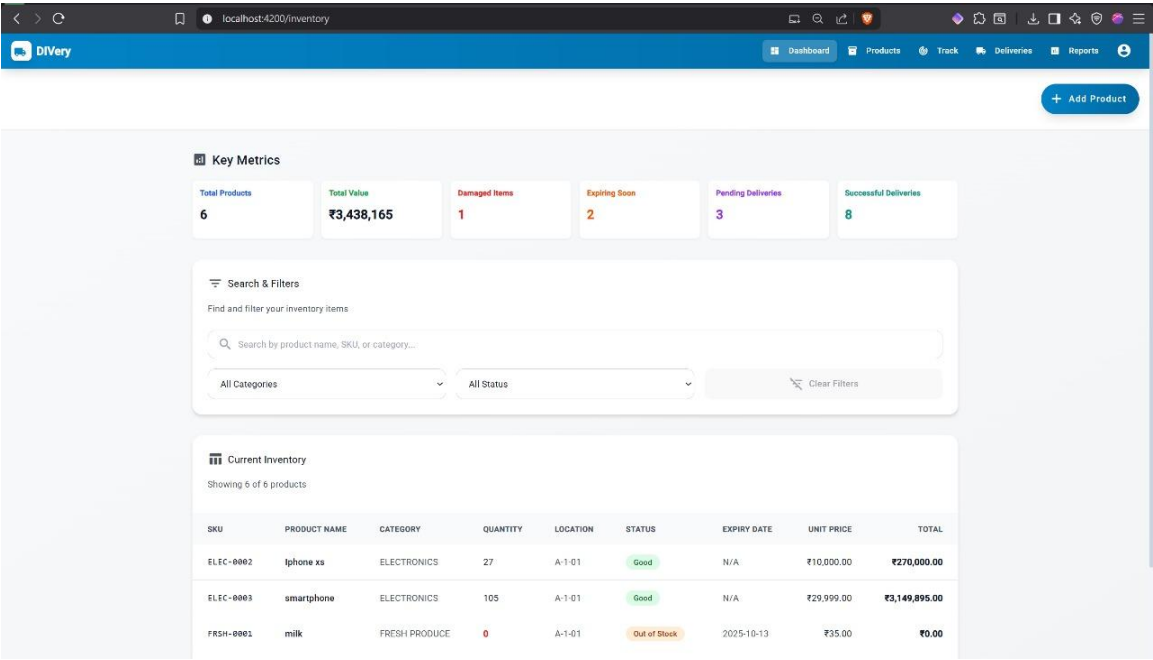 localhost:4200/inventory
DIVery
Dashboard Products Track Deliveries Reports
+ Add Product
Key Metrics
Total Products Total Value Damaged Items Expiring Soon Pending Deliveries Successful Deliveries
6 ₹3,438,165 1 2 3 8
Search & Filters
Find and filter your inventory items
Search by product name, SKU, or category...
All Categories All Status Clear Filters
Current Inventory
Showing 6 of 6 products
SKU PRODUCT NAME CATEGORY QUANTITY LOCATION STATUS EXPIRY DATE UNIT PRICE TOTAL
ELEC-0002 Iphone xs ELECTRONICS 27 A-1-01 Good N/A ₹10,000.00 ₹270,000.00
ELEC-0003 smartphone ELECTRONICS 105 A-1-01 Good N/A ₹29,999.00 ₹3,149,895.00
FRSH-0001 milk FRESH PRODUCE 0 A-1-01 Out of Stock 2025-10-13 ₹35.00 ₹0.00